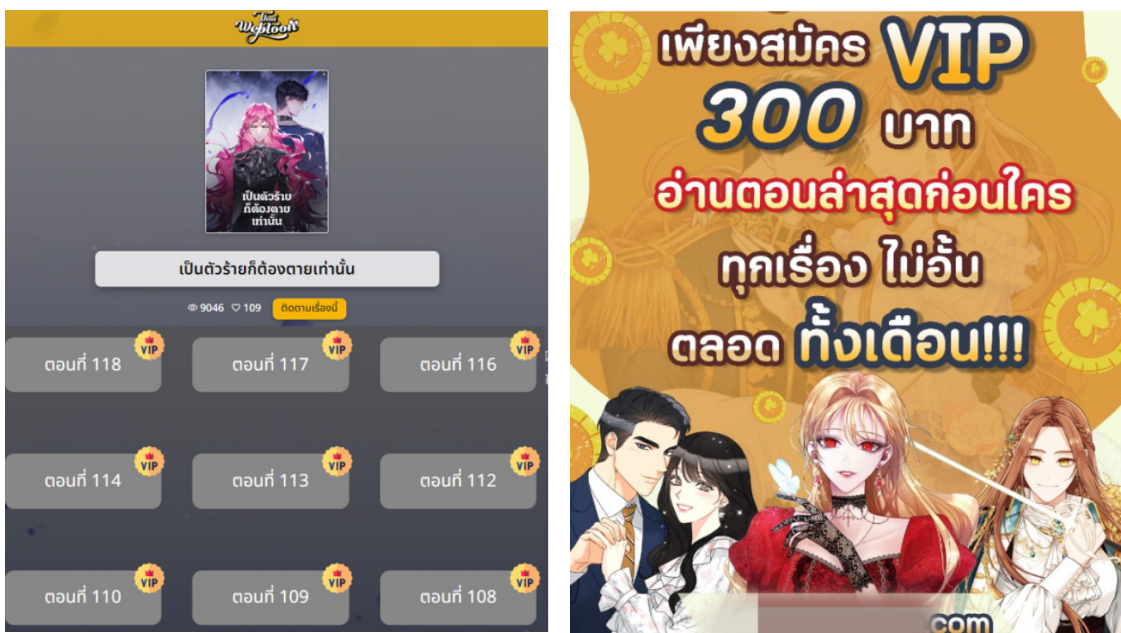 Webtoon
เป็นตัวร้าย
ก็ต้องตาย
เท่านั้น
เป็นตัวร้ายก็ต้องตายเท่านั้น
9046 109 ติดตามเรื่องนี้
ตอนที่ 118 VIP ตอนที่ 117 VIP ตอนที่ 116 VIP
ตอนที่ 114 VIP ตอนที่ 113 VIP ตอนที่ 112 VIP
ตอนที่ 110 VIP ตอนที่ 109 VIP ตอนที่ 108 VIP
เพียงสมัคร VIP
300 บาท
อ่านตอนล่าสุดก่อนใคร
ทุกเรื่อง ไม่อั้น
ตลอด ทั้งเดือน!!!
com